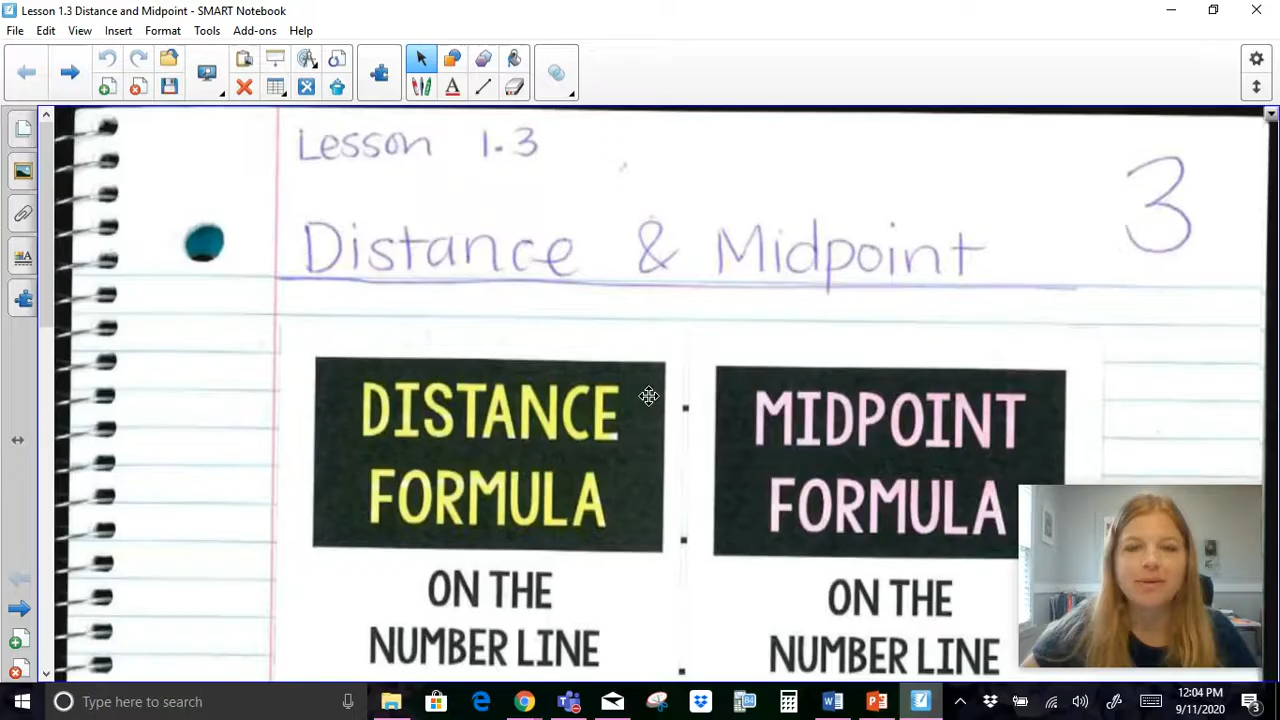 Lesson 1.3 Distance and Midpoint - SMART Notebook
File Edit View Insert Format Tools Add-ons Help
Lesson 1.3
3
Distance & Midpoint
DISTANCE
FORMULA
ON THE
NUMBER LINE
MIDPOINT
FORMULA
ON THE
NUMBER LINE
Type here to search
12:04 PM
9/11/2020
3